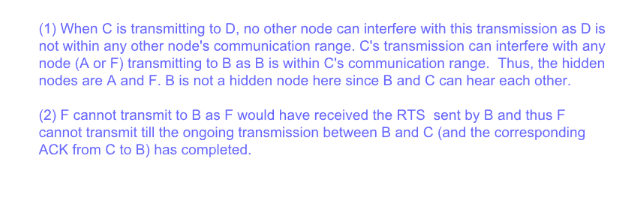 (1) When C is transmitting to D, no other node can interfere with this transmission as D is
not within any other node's communication range. C's transmission can interfere with any
node (A or F) transmitting to B as B is within C's communication range.  Thus, the hidden
nodes are A and F. B is not a hidden node here since B and C can hear each other.
(2) F cannot transmit to B as F would have received the RTS  sent by B and thus F
cannot transmit till the ongoing transmission between B and C (and the corresponding
ACK from C to B) has completed.